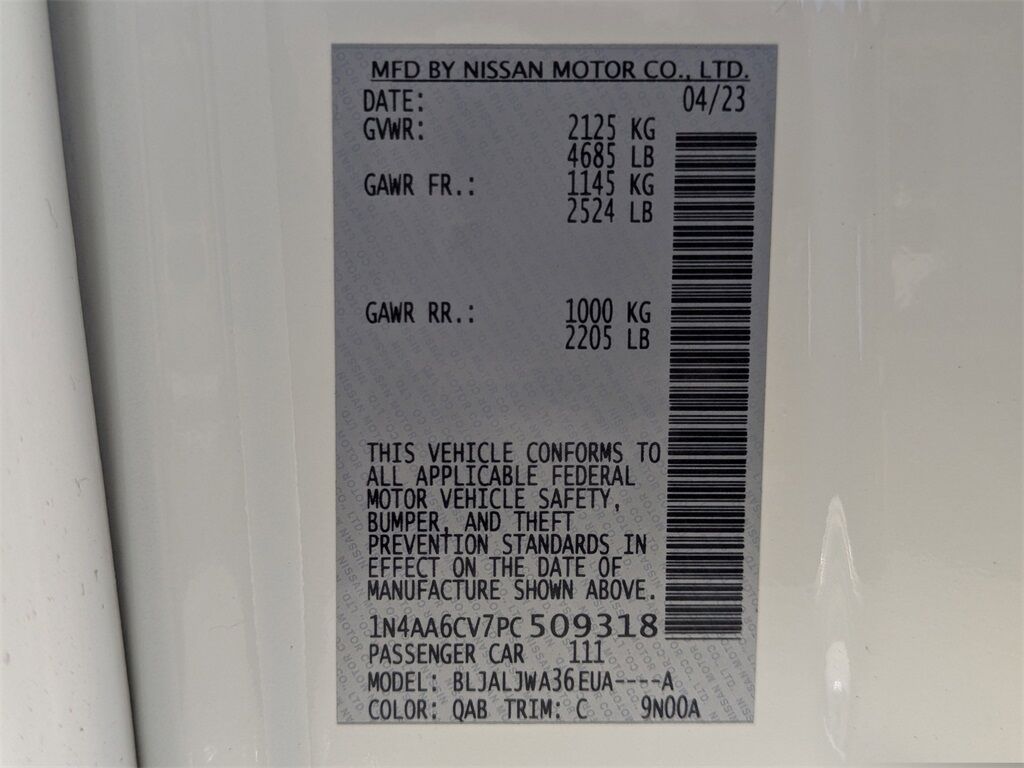 MFD BY NISSAN MOTOR CO., LTD.
DATE: 04/23
GVWR: 2125 KG
4685 LB
GAWR FR.: 1145 KG
2524 LB
GAWR RR.: 1000 KG
2205 LB
THIS VEHICLE CONFORMS TO
ALL APPLICABLE FEDERAL
MOTOR VEHICLE SAFETY,
BUMPER, AND THEFT
PREVENTION STANDARDS IN
EFFECT ON THE DATE OF
MANUFACTURE SHOWN ABOVE.
1N4AA6CV7PC 509318
PASSENGER CAR 111
MODEL: BLJALJWA36EUA----A
COLOR: QAB TRIM: C 9N00A